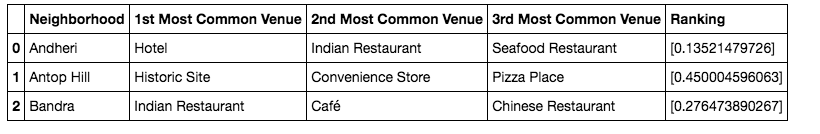 Neighborhood 1st Most Common Venue 2nd Most Common Venue 3rd Most Common Venue Ranking
0 Andheri Hotel Indian Restaurant Seafood Restaurant [0.13521479726]
1 Antop Hill Historic Site Convenience Store Pizza Place [0.450004596063]
2 Bandra Indian Restaurant Café Chinese Restaurant [0.276473890267]